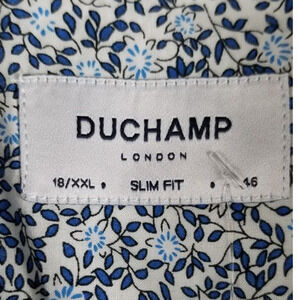 DUCHAMP
LONDON
18/XXL • SLIM FIT • 46